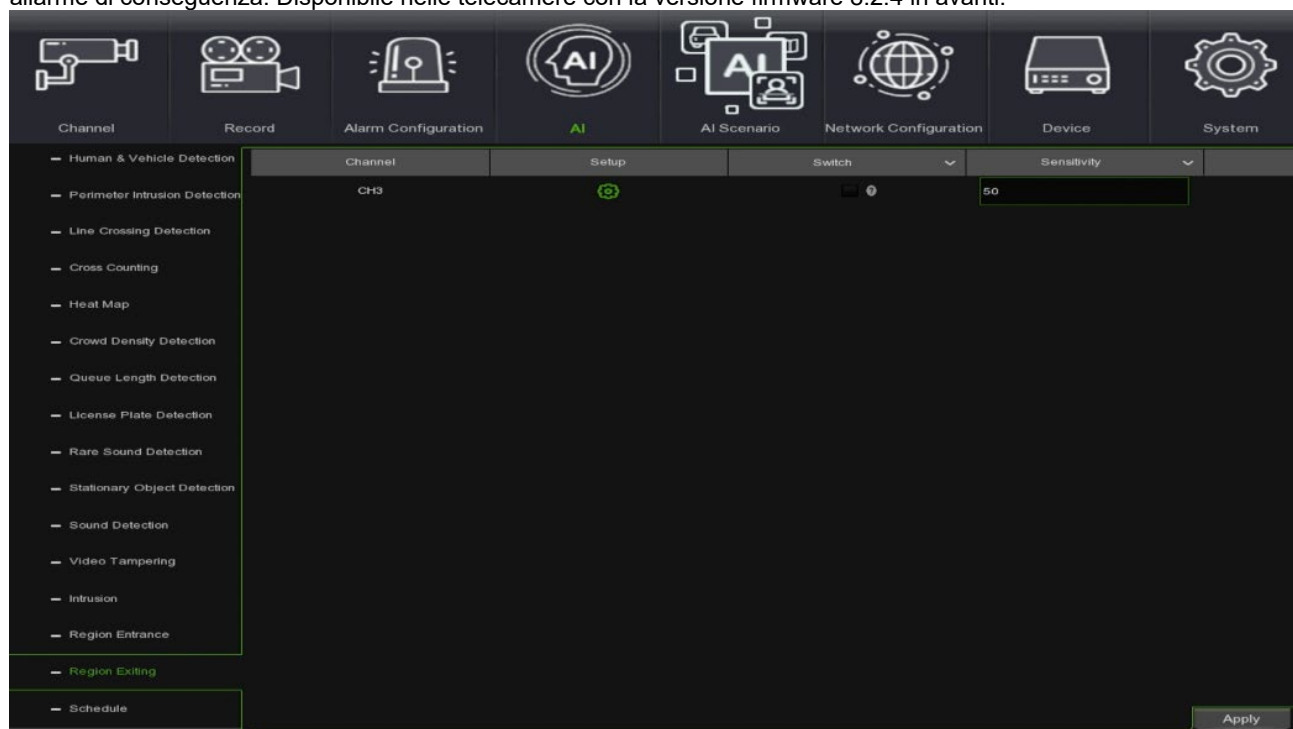 allarme di conseguenza. Disponibile nelle telecamere con la versione firmware 8.2.4 in avanti.
AI
AI
Channel Record Alarm Configuration AI AI Scenario Network Configuration Device System
Human & Vehicle Detection
Channel Setup Switch Sensitivity
CH3 50
Perimeter Intrusion Detection
Line Crossing Detection
Cross Counting
Heat Map
Crowd Density Detection
Queue Length Detection
License Plate Detection
Rare Sound Detection
Stationary Object Detection
Sound Detection
Video Tampering
Intrusion
Region Entrance
Region Exiting
Schedule
Apply